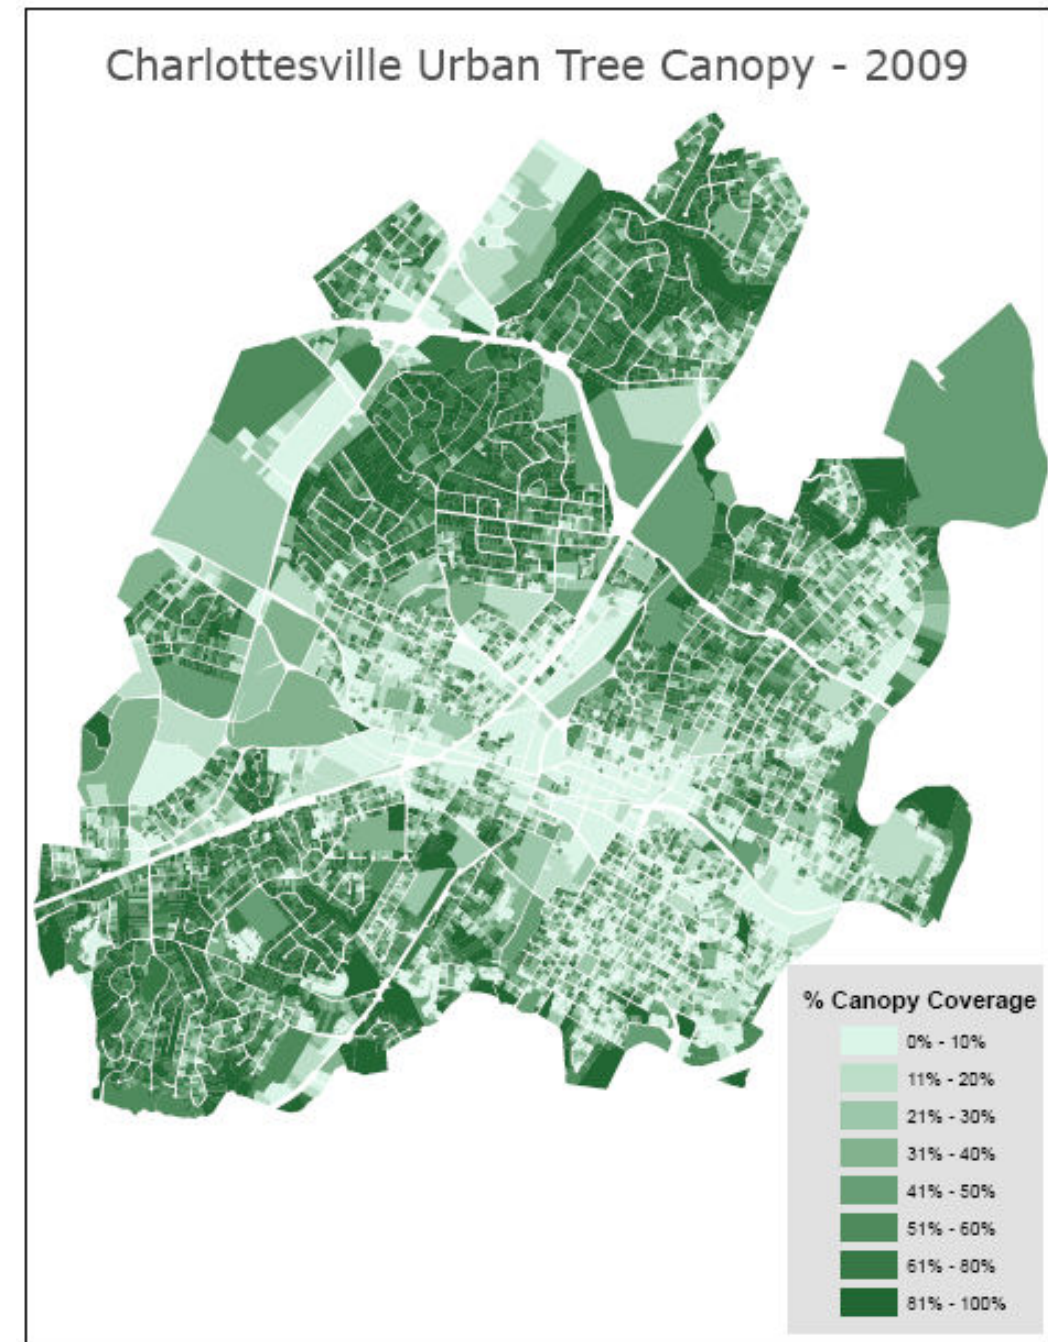 Charlottesville Urban Tree Canopy - 2009
% Canopy Coverage
0% - 10%
11% - 20%
21% - 30%
31% - 40%
41% - 50%
51% - 60%
61% - 80%
81% - 100%